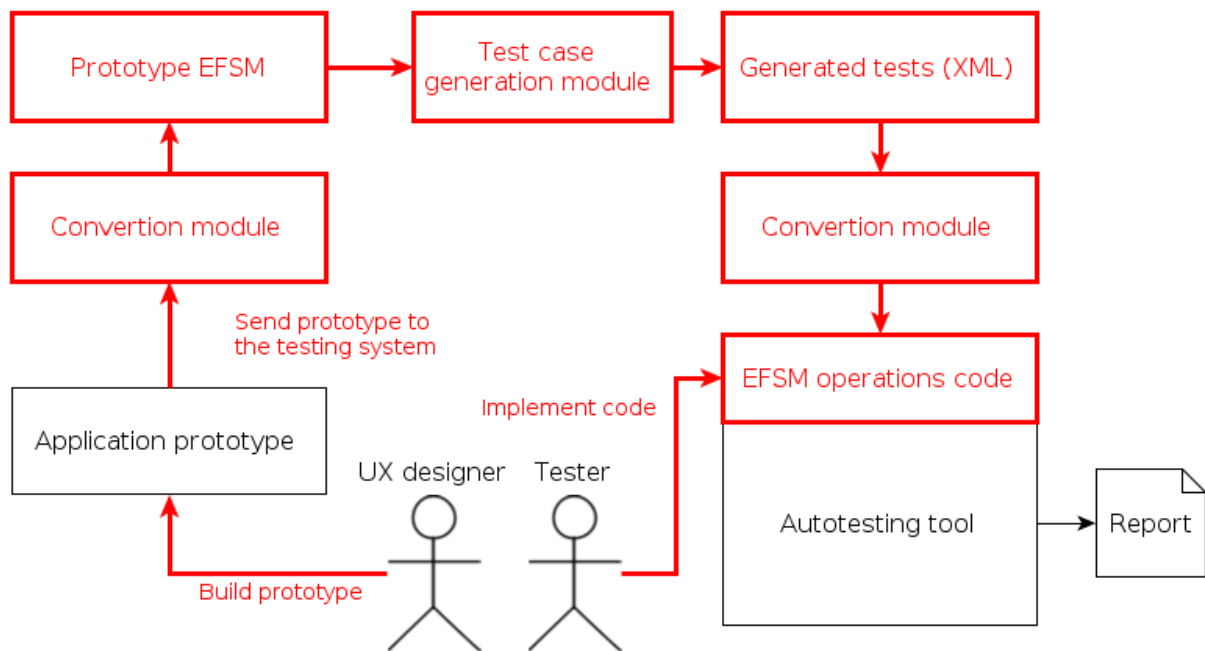 Prototype EFSM
Test case
generation module
Generated tests (XML)
Convertion module
Convertion module
Send prototype to
the testing system
EFSM operations code
Implement code
Application prototype
UX designer
Tester
Autotesting tool
Report
Build prototype